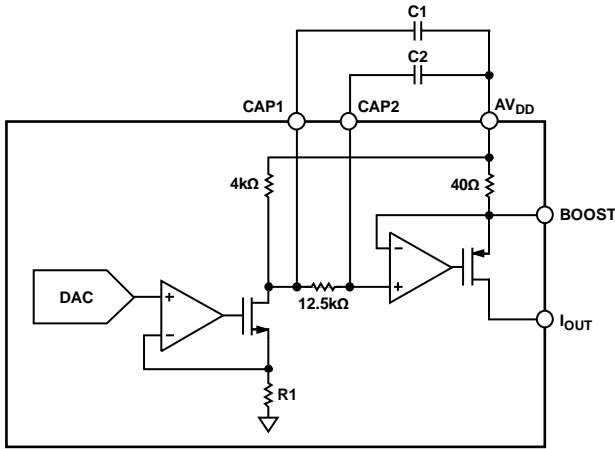 C1
C2
CAP1
CAP2
AVDD
4kΩ
40Ω
BOOST
DAC
+
−
12.5kΩ
−
+
IOUT
R1